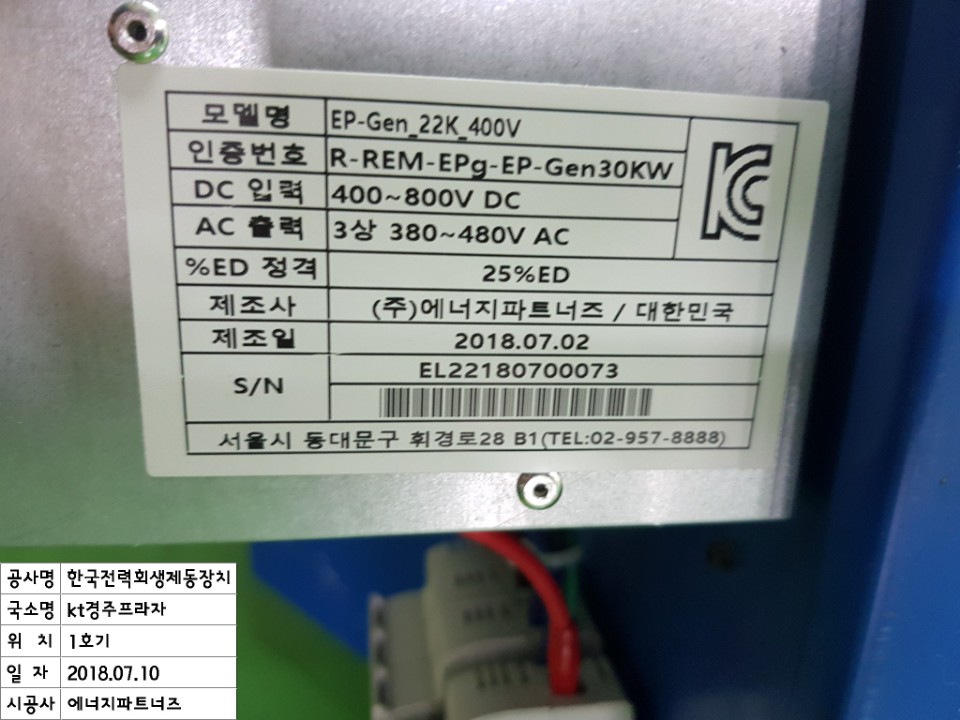 모델명 EP-Gen_22K_400V
인증번호 R-REM-EPg-EP-Gen30KW
DC 입력 400~800V DC
AC 출력 3상 380~480V AC
%ED 정격 25%ED
제조사 (주)에너지파트너즈 / 대한민국
제조일 2018.07.02
S/N EL22180700073
서울시 동대문구 휘경로28 B1(TEL:02-957-8888)
공사명 한국전력회생제동장치
국소명 kt경주프라자
위 치 1호기
일 자 2018.07.10
시공사 에너지파트너즈